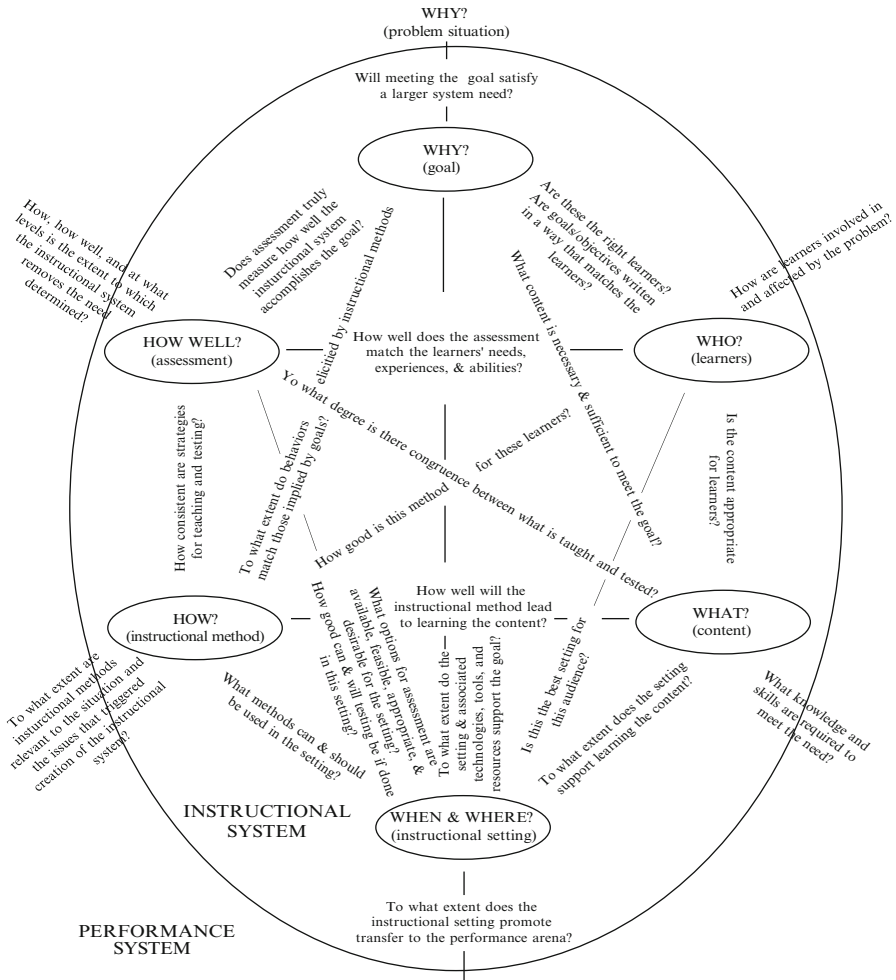 WHY?
(problem situation)
Will meeting the goal satisfy
a larger system need?
WHY?
(goal)
How, how well, and at what
levels is the extent to which
the instructional system
removes the need
determined?
Does assessment truly
measure how well the
insturctional system
accomplishes the goal?
Are these the right learners?
Are goals/objectives written
in a way that matches the
learners?
How are learners involved in
and affected by the problem?
HOW WELL?
(assessment)
How well does the assessment
match the learners' needs,
experiences, & abilities?
WHO?
(learners)
What content is necessary & sufficient to meet the goal?
Yo what degree is there congruence between what is taught and tested?
elicitied by instructional methods
To what extent do behaviors
match those implied by goals?
How consistent are strategies
for teaching and testing?
How good is this method
for these learners?
Is the content appropriate
for learners?
HOW?
(instructional method)
How well will the
instructional method lead
to learning the content?
WHAT?
(content)
To what extent are
insturctional methods
relevant to the situation and
the issues that triggered
creation of the instructional
system?
What methods can & should
be used in the setting?
How good can & will testing be if done
in this setting?
What options for assessment are
available, feasible, appropriate, &
desirable for the setting?
To what extent do the
setting & associated
technologies, tools, and
resources support the goal?
Is this the best setting for
this audience?
To what extent does the setting
support learning the content?
What knowledge and
skills are required to
meet the need?
INSTRUCTIONAL
SYSTEM
WHEN & WHERE?
(instructional setting)
To what extent does the
instructional setting promote
transfer to the performance arena?
PERFORMANCE
SYSTEM